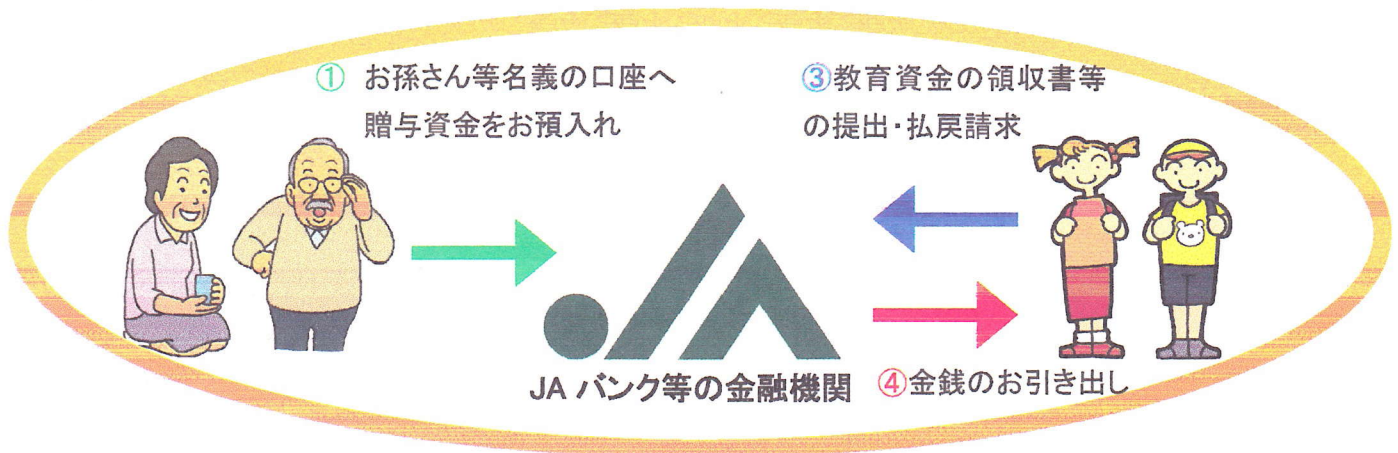 ① お孫さん等名義の口座へ
贈与資金をお預入れ
③教育資金の領収書等
の提出・払戻請求
JA バンク等の金融機関
④金銭のお引き出し